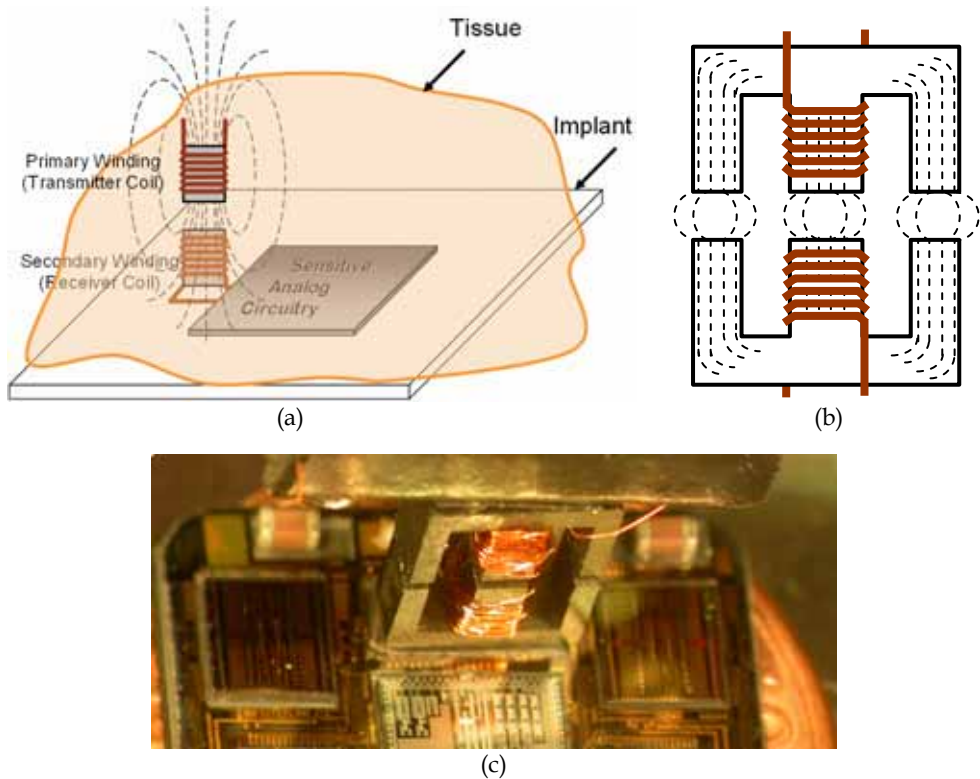 Tissue
Implant
Primary Winding
(Transmitter Coil)
Secondary Winding
(Receiver Coil)
Sensitive
Analog
Circuitry
(a)
(b)
(c)